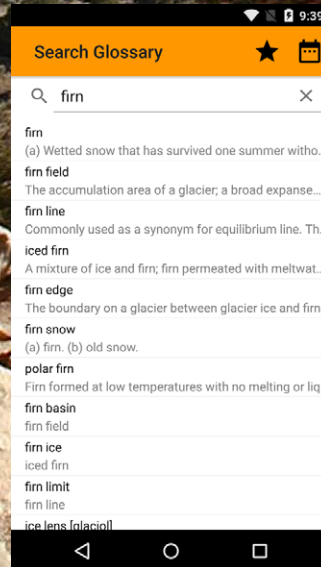 9:39
Search Glossary
firn
firn
(a) Wetted snow that has survived one summer witho.
firn field
The accumulation area of a glacier; a broad expanse...
firn line
Commonly used as a synonym for equilibrium line. Th.
iced firn
A mixture of ice and firn; firn permeated with meltwat..
firn edge
The boundary on a glacier between glacier ice and firn
firn snow
(a) firn. (b) old snow.
polar firn
Firn formed at low temperatures with no melting or liq
firn basin
firn field
firn ice
iced firn
firn limit
firn line
ice lens [glaciol]